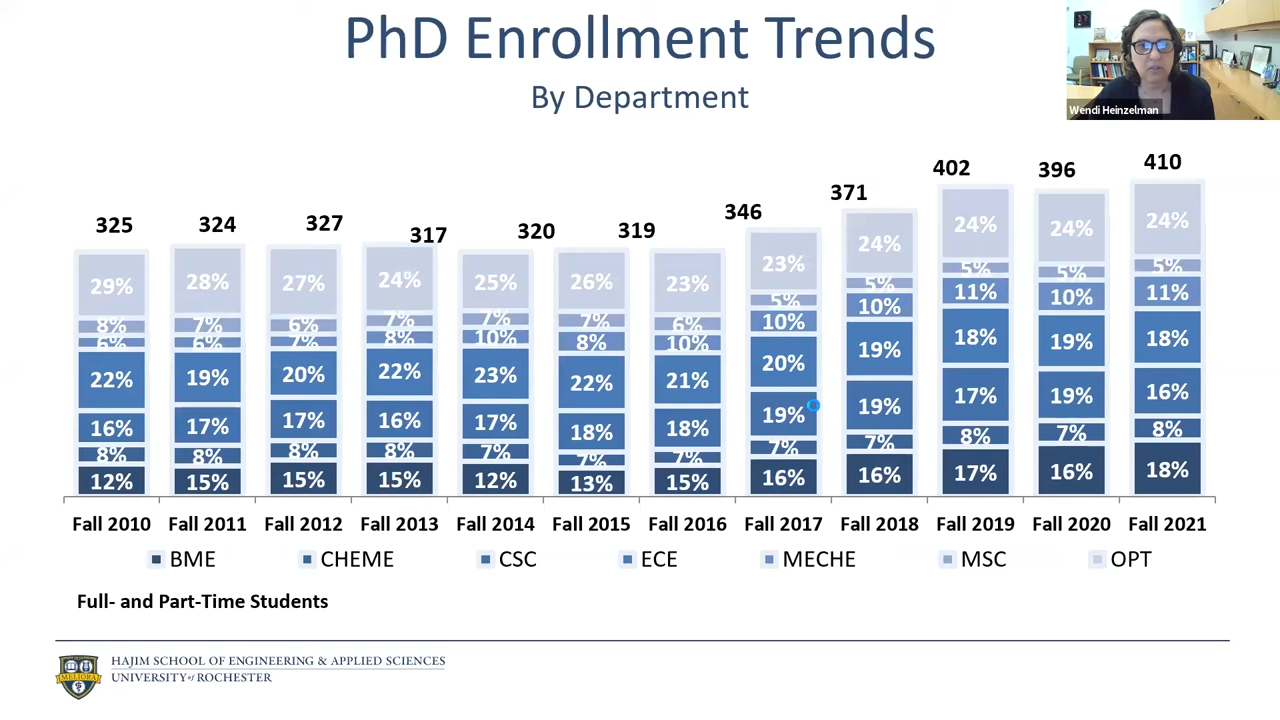 PhD Enrollment Trends
By Department
Wendi Heinzelman
325 324 327 317 320 319 346 371 402 396 410
29% 28% 27% 24% 25% 26% 23% 23% 24% 24% 24% 24%
8% 7% 6% 7% 7% 7% 6% 5% 5% 5% 5% 5%
6% 6% 7% 8% 10% 8% 10% 10% 10% 11% 10% 11%
22% 19% 20% 22% 23% 22% 21% 20% 19% 18% 19% 18%
16% 17% 17% 16% 17% 18% 18% 19% 19% 17% 19% 16%
8% 8% 8% 8% 7% 7% 7% 7% 7% 8% 7% 8%
12% 15% 15% 15% 12% 13% 15% 16% 16% 17% 16% 18%
Fall 2010 Fall 2011 Fall 2012 Fall 2013 Fall 2014 Fall 2015 Fall 2016 Fall 2017 Fall 2018 Fall 2019 Fall 2020 Fall 2021
BME CHEME CSC ECE MECHE MSC OPT
Full- and Part-Time Students
HAJIM SCHOOL OF ENGINEERING & APPLIED SCIENCES
UNIVERSITY of ROCHESTER
MELIORA